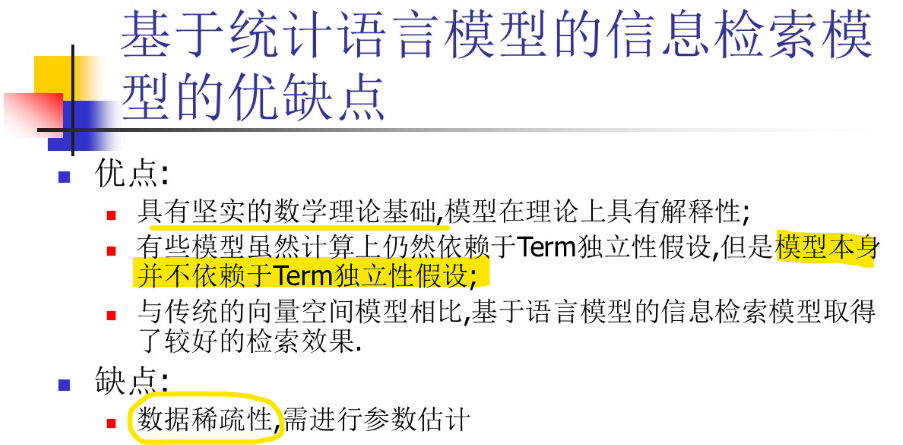 基于统计语言模型的信息检索模
型的优缺点
优点:
具有坚实的数学理论基础,模型在理论上具有解释性;
有些模型虽然计算上仍然依赖于Term独立性假设,但是模型本身
并不依赖于Term独立性假设;
与传统的向量空间模型相比,基于语言模型的信息检索模型取得
了较好的检索效果.
缺点:
数据稀疏性,需进行参数估计